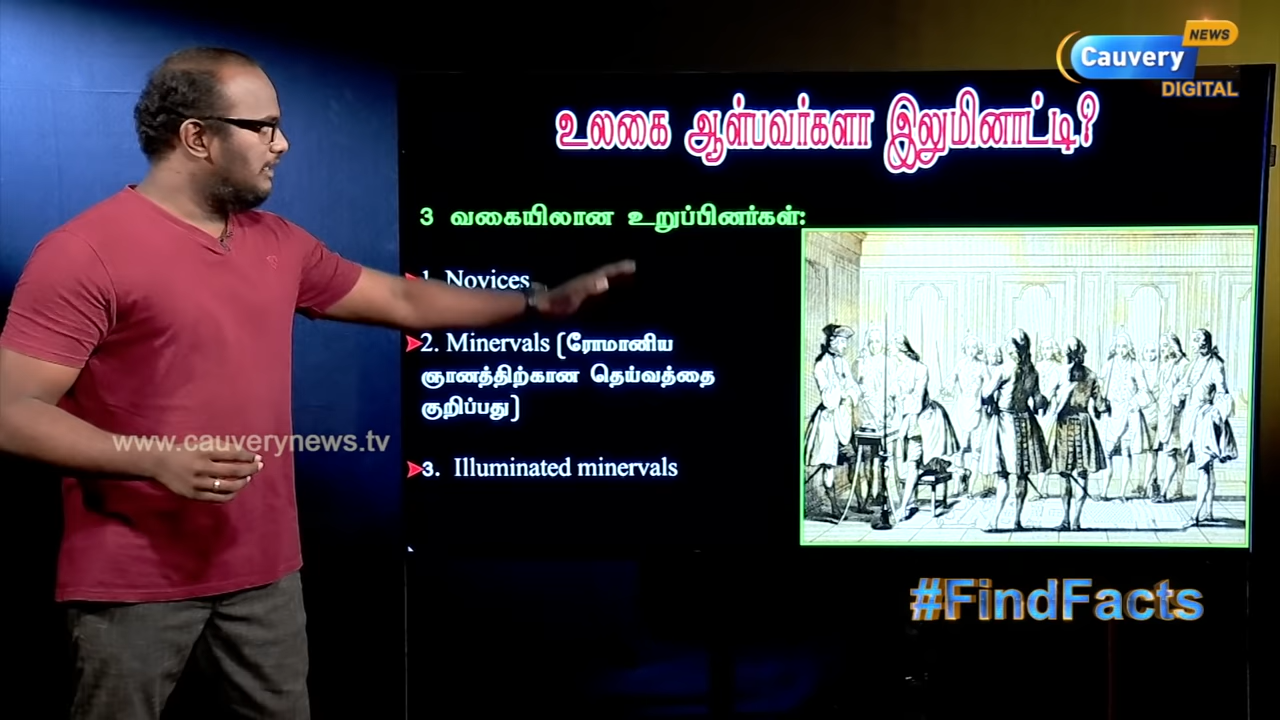 NEWS
Cauvery
DIGITAL
உலகை ஆள்பவர்களா இலுமினாட்டி?
3 வகையிலான உறுப்பினர்கள்:
1. Novices
2. Minervals (ரோமானிய
ஞானத்திற்கான தெய்வத்தை
குறிப்பது)
www.cauverynews.tv
3. Illuminated minervals
#FindFacts